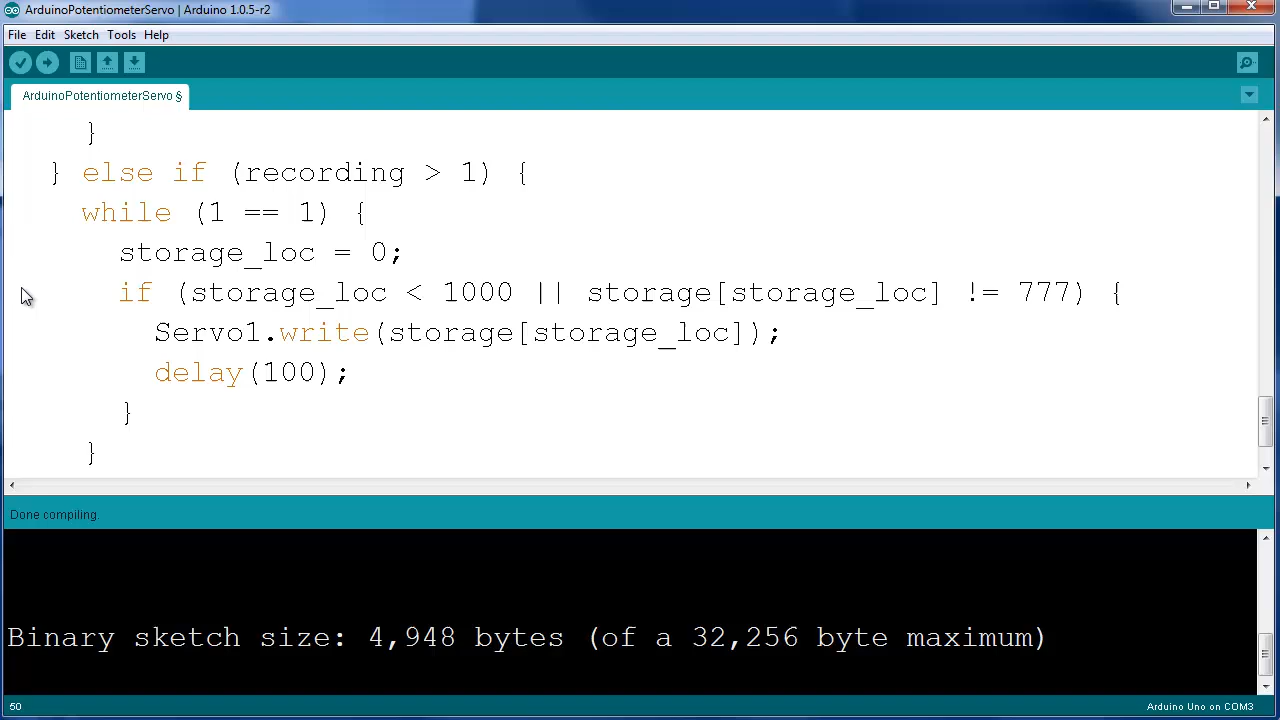 ArduinoPotentiometerServo | Arduino 1.0.5-r2
File Edit Sketch Tools Help
ArduinoPotentiometerServo §
}
} else if (recording > 1) {
while (1 == 1) {
storage_loc = 0;
if (storage_loc < 1000 || storage[storage_loc] != 777) {
Servo1.write(storage[storage_loc]);
delay(100);
}
}
Done compiling.
Binary sketch size: 4,948 bytes (of a 32,256 byte maximum)
50
Arduino Uno on COM3